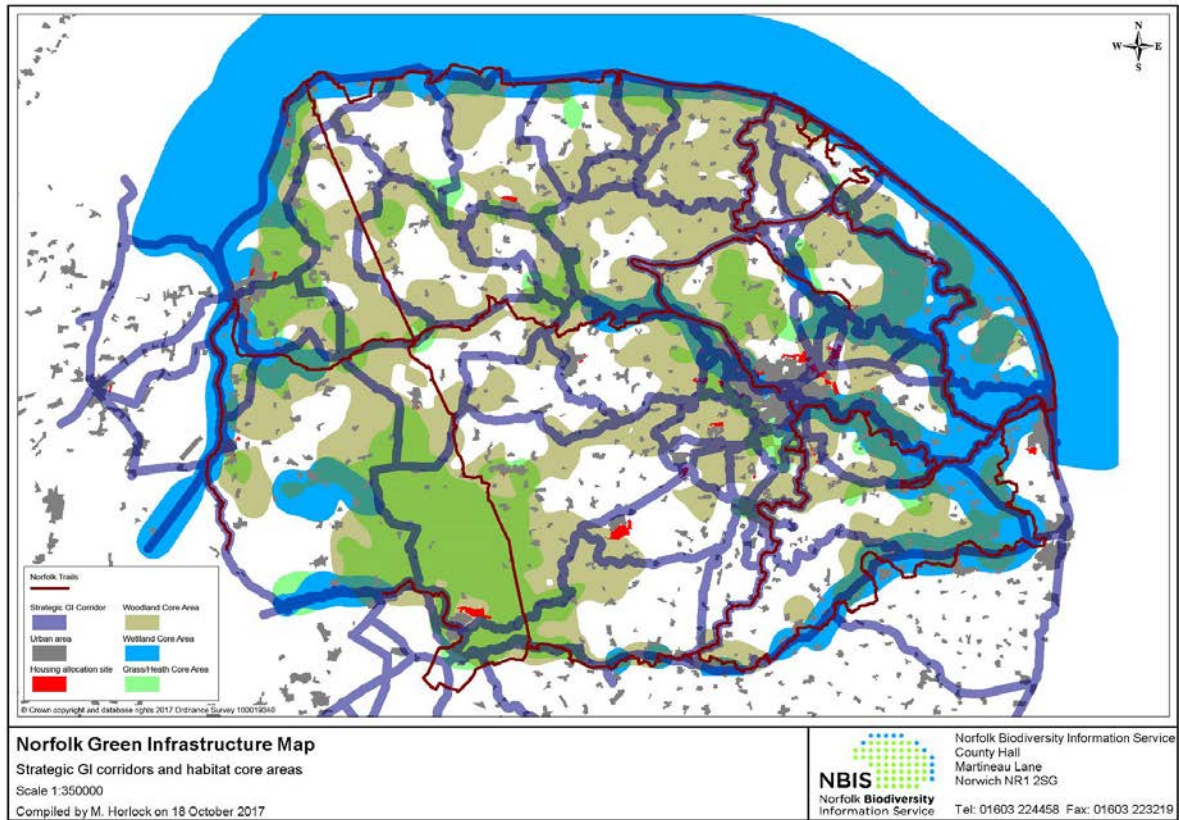 N
W E
S
Norfolk Trails
Strategic GI Corridor Woodland Core Area
Urban area Wetland Core Area
Housing allocation site Grass/Heath Core Area
© Crown copyright and database rights 2017 Ordnance Survey 100019340
Norfolk Green Infrastructure Map
Strategic GI corridors and habitat core areas
Scale 1:350000
Compiled by M. Horlock on 18 October 2017
NBIS
Norfolk Biodiversity
Information Service
Norfolk Biodiversity Information Service
County Hall
Martineau Lane
Norwich NR1 2SG
Tel: 01603 224458 Fax: 01603 223219